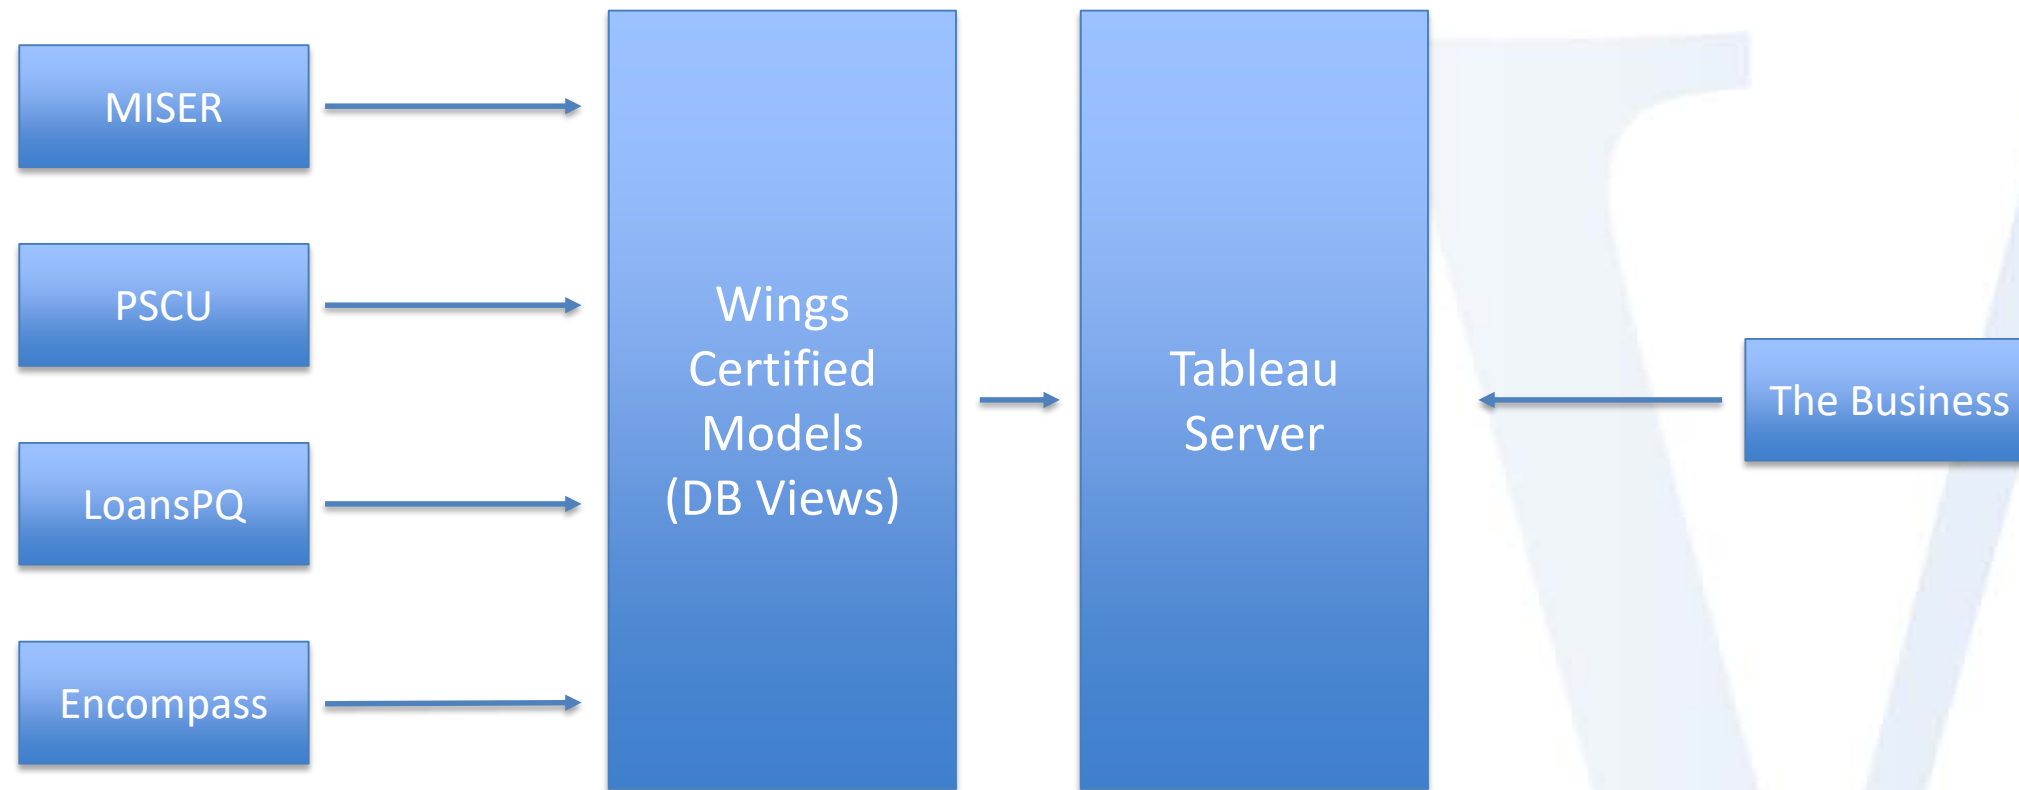 MISER
PSCU
LoansPQ
Encompass
Wings
Certified
Models
(DB Views)
Tableau
Server
The Business